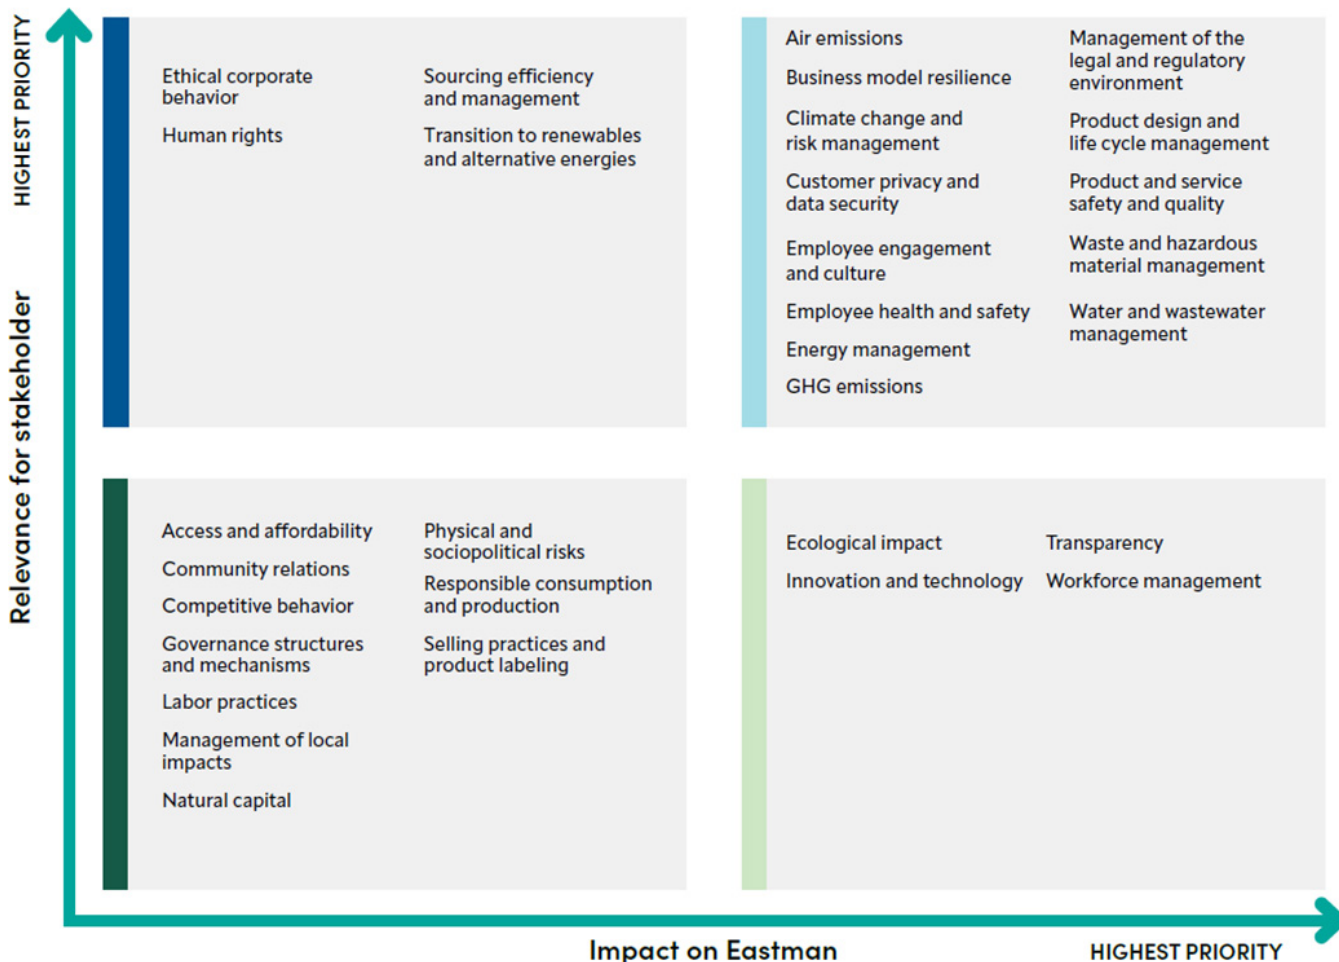 HIGHEST PRIORITY
Relevance for stakeholder
Ethical corporate
behavior
Human rights
Sourcing efficiency
and management
Transition to renewables
and alternative energies
Air emissions
Business model resilience
Climate change and
risk management
Customer privacy and
data security
Employee engagement
and culture
Employee health and safety
Energy management
GHG emissions
Management of the
legal and regulatory
environment
Product design and
life cycle management
Product and service
safety and quality
Waste and hazardous
material management
Water and wastewater
management
Access and affordability
Community relations
Competitive behavior
Governance structures
and mechanisms
Labor practices
Management of local
impacts
Natural capital
Physical and
sociopolitical risks
Responsible consumption
and production
Selling practices and
product labeling
Ecological impact
Innovation and technology
Transparency
Workforce management
Impact on Eastman
HIGHEST PRIORITY